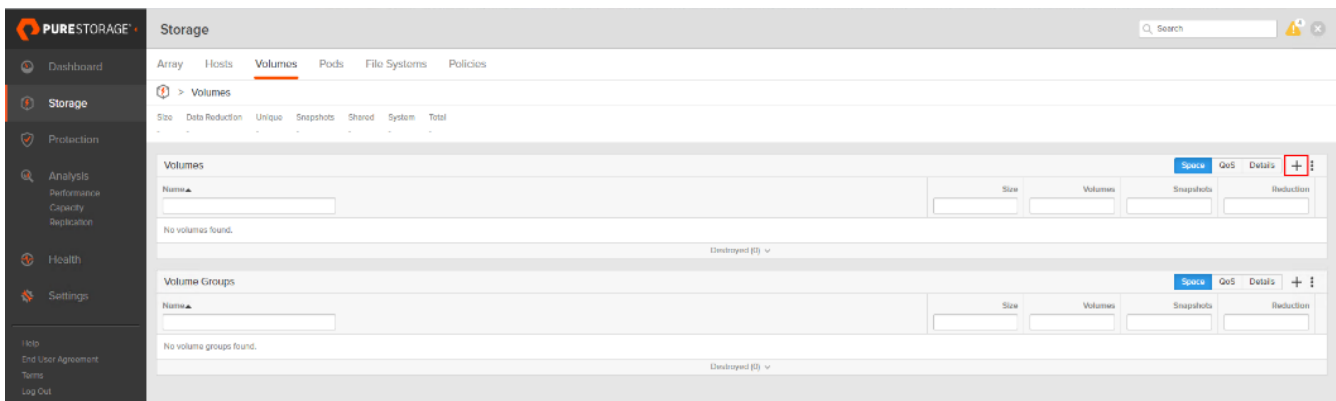 PURESTORAGE®
Storage
Search
4
Dashboard
Storage
Protection
Analysis
Performance
Capacity
Replication
Health
Settings
Help
End User Agreement
Terms
Log Out
Array Hosts Volumes Pods File Systems Policies
> Volumes
Size Data Reduction Unique Snapshots Shared System Total
- - - - - - -
Volumes
Space QoS Details
Name Size Volumes Snapshots Reduction
No volumes found.
Destroyed (0)
Volume Groups
Space QoS Details
Name Size Volumes Snapshots Reduction
No volume groups found.
Destroyed (0)